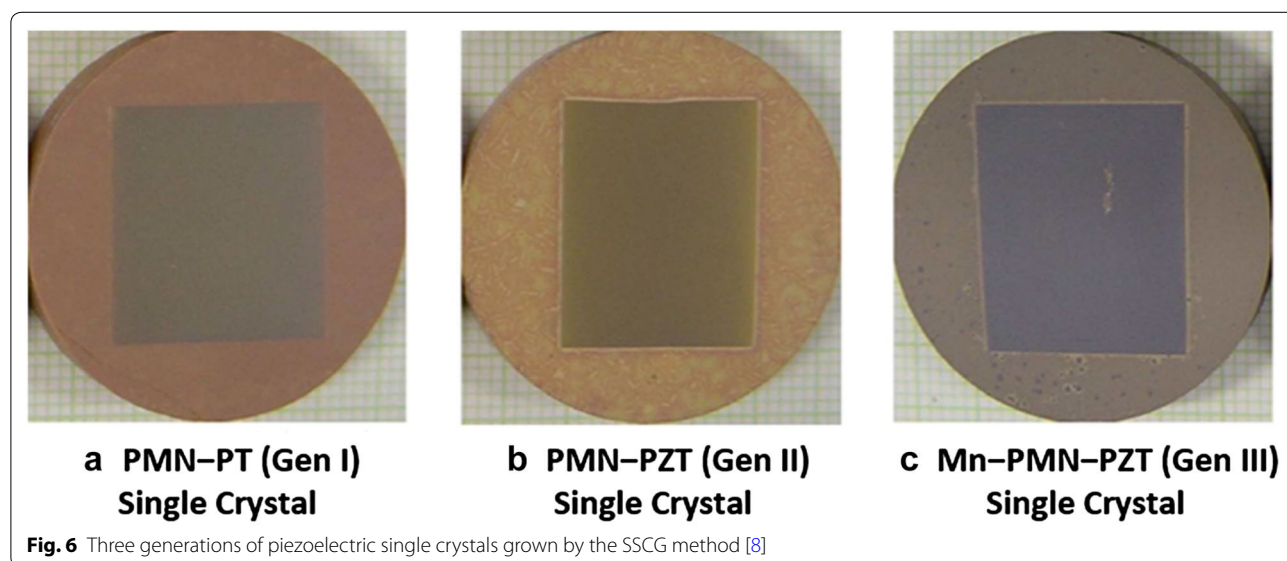 a PMN–PT (Gen I)
Single Crystal
b PMN–PZT (Gen II)
Single Crystal
c Mn–PMN–PZT (Gen III)
Single Crystal
Fig. 6 Three generations of piezoelectric single crystals grown by the SSCG method [8]